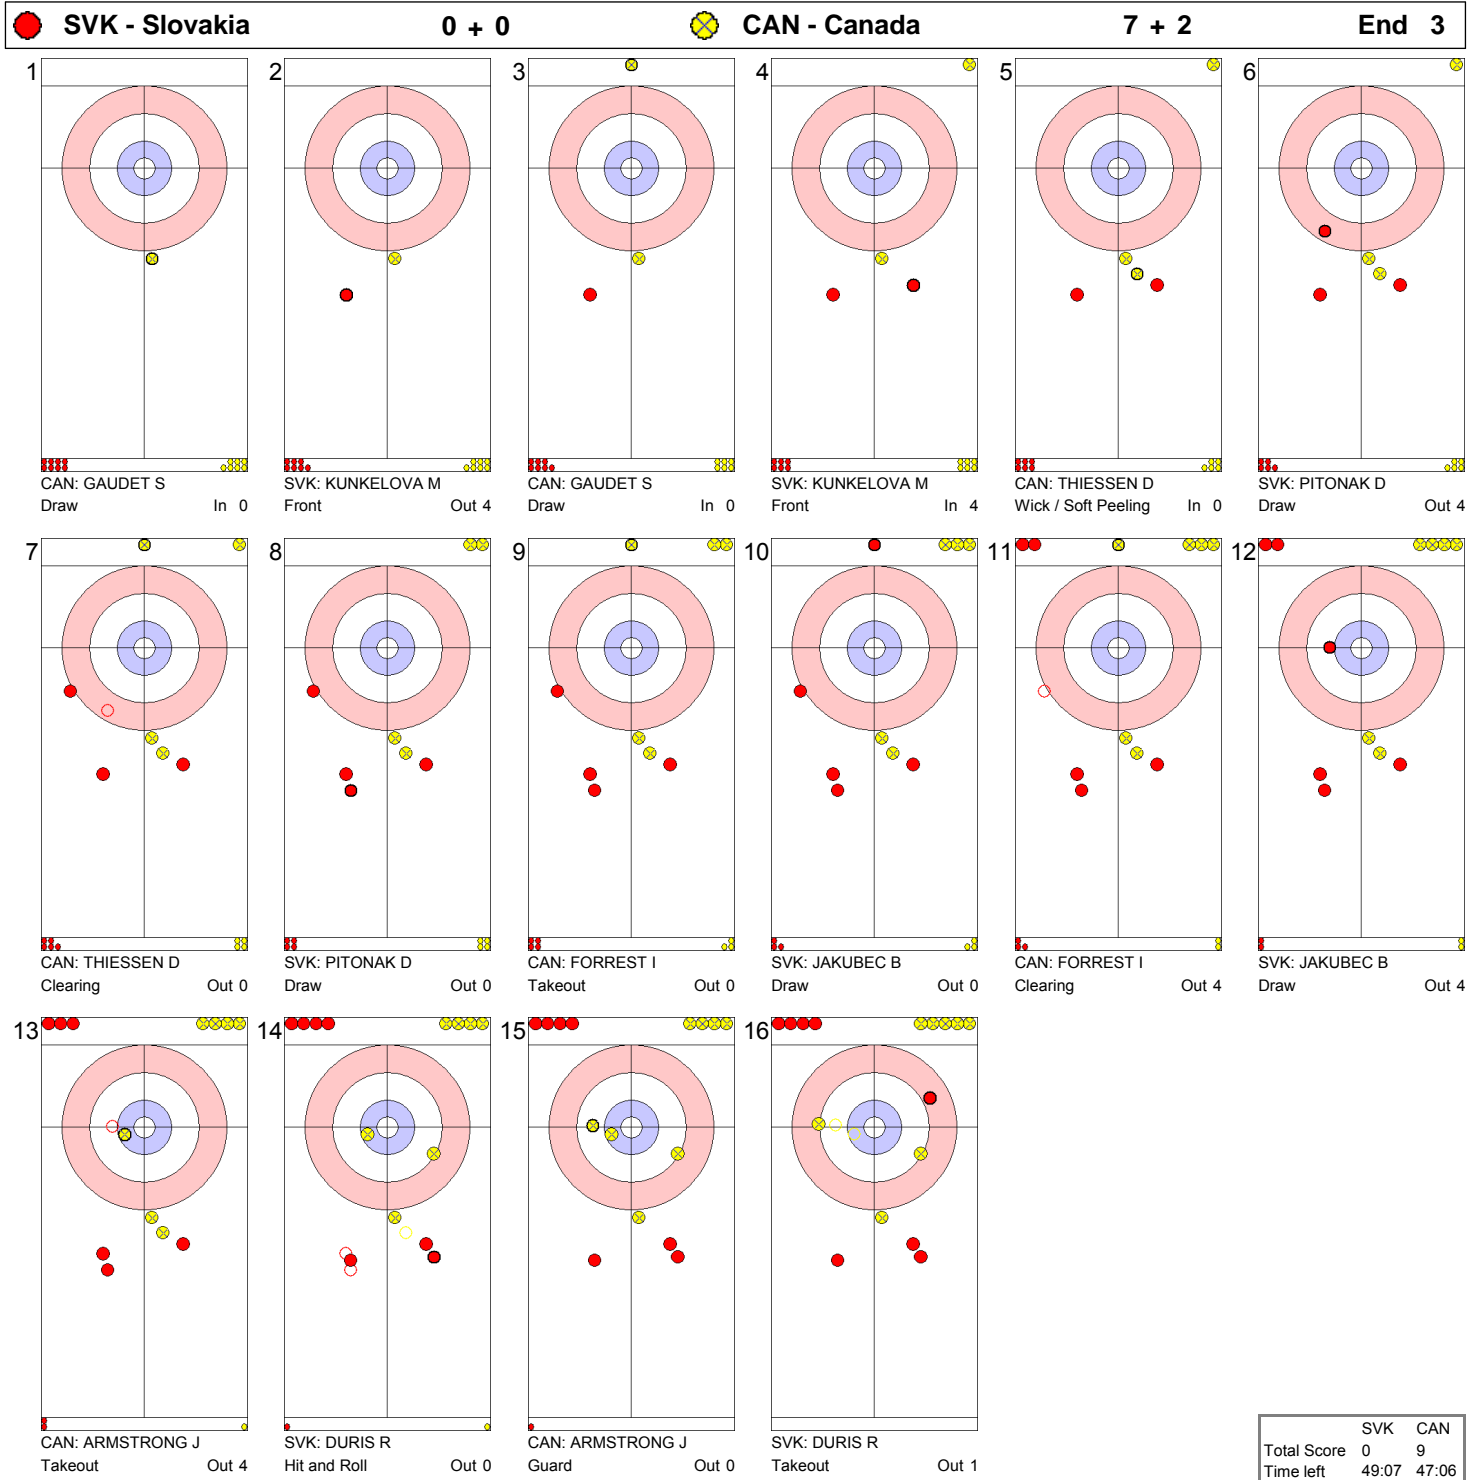 SVK - Slovakia 0 + 0 CAN - Canada 7 + 2 End 3
1 2 3 4 5 6
CAN: GAUDET S SVK: KUNKELOVA M CAN: GAUDET S SVK: KUNKELOVA M CAN: THIESSEN D SVK: PITONAK D
Draw In 0 Front Out 4 Draw In 0 Front In 4 Wick / Soft Peeling In 0 Draw Out 4
7 8 9 10 11 12
CAN: THIESSEN D SVK: PITONAK D CAN: FORREST I SVK: JAKUBEC B CAN: FORREST I SVK: JAKUBEC B
Clearing Out 0 Draw Out 0 Takeout Out 0 Draw Out 0 Clearing Out 4 Draw Out 4
13 14 15 16
CAN: ARMSTRONG J SVK: DURIS R CAN: ARMSTRONG J SVK: DURIS R
Takeout Out 4 Hit and Roll Out 0 Guard Out 0 Takeout Out 1
SVK CAN
Total Score 0 9
Time left 49:07 47:06